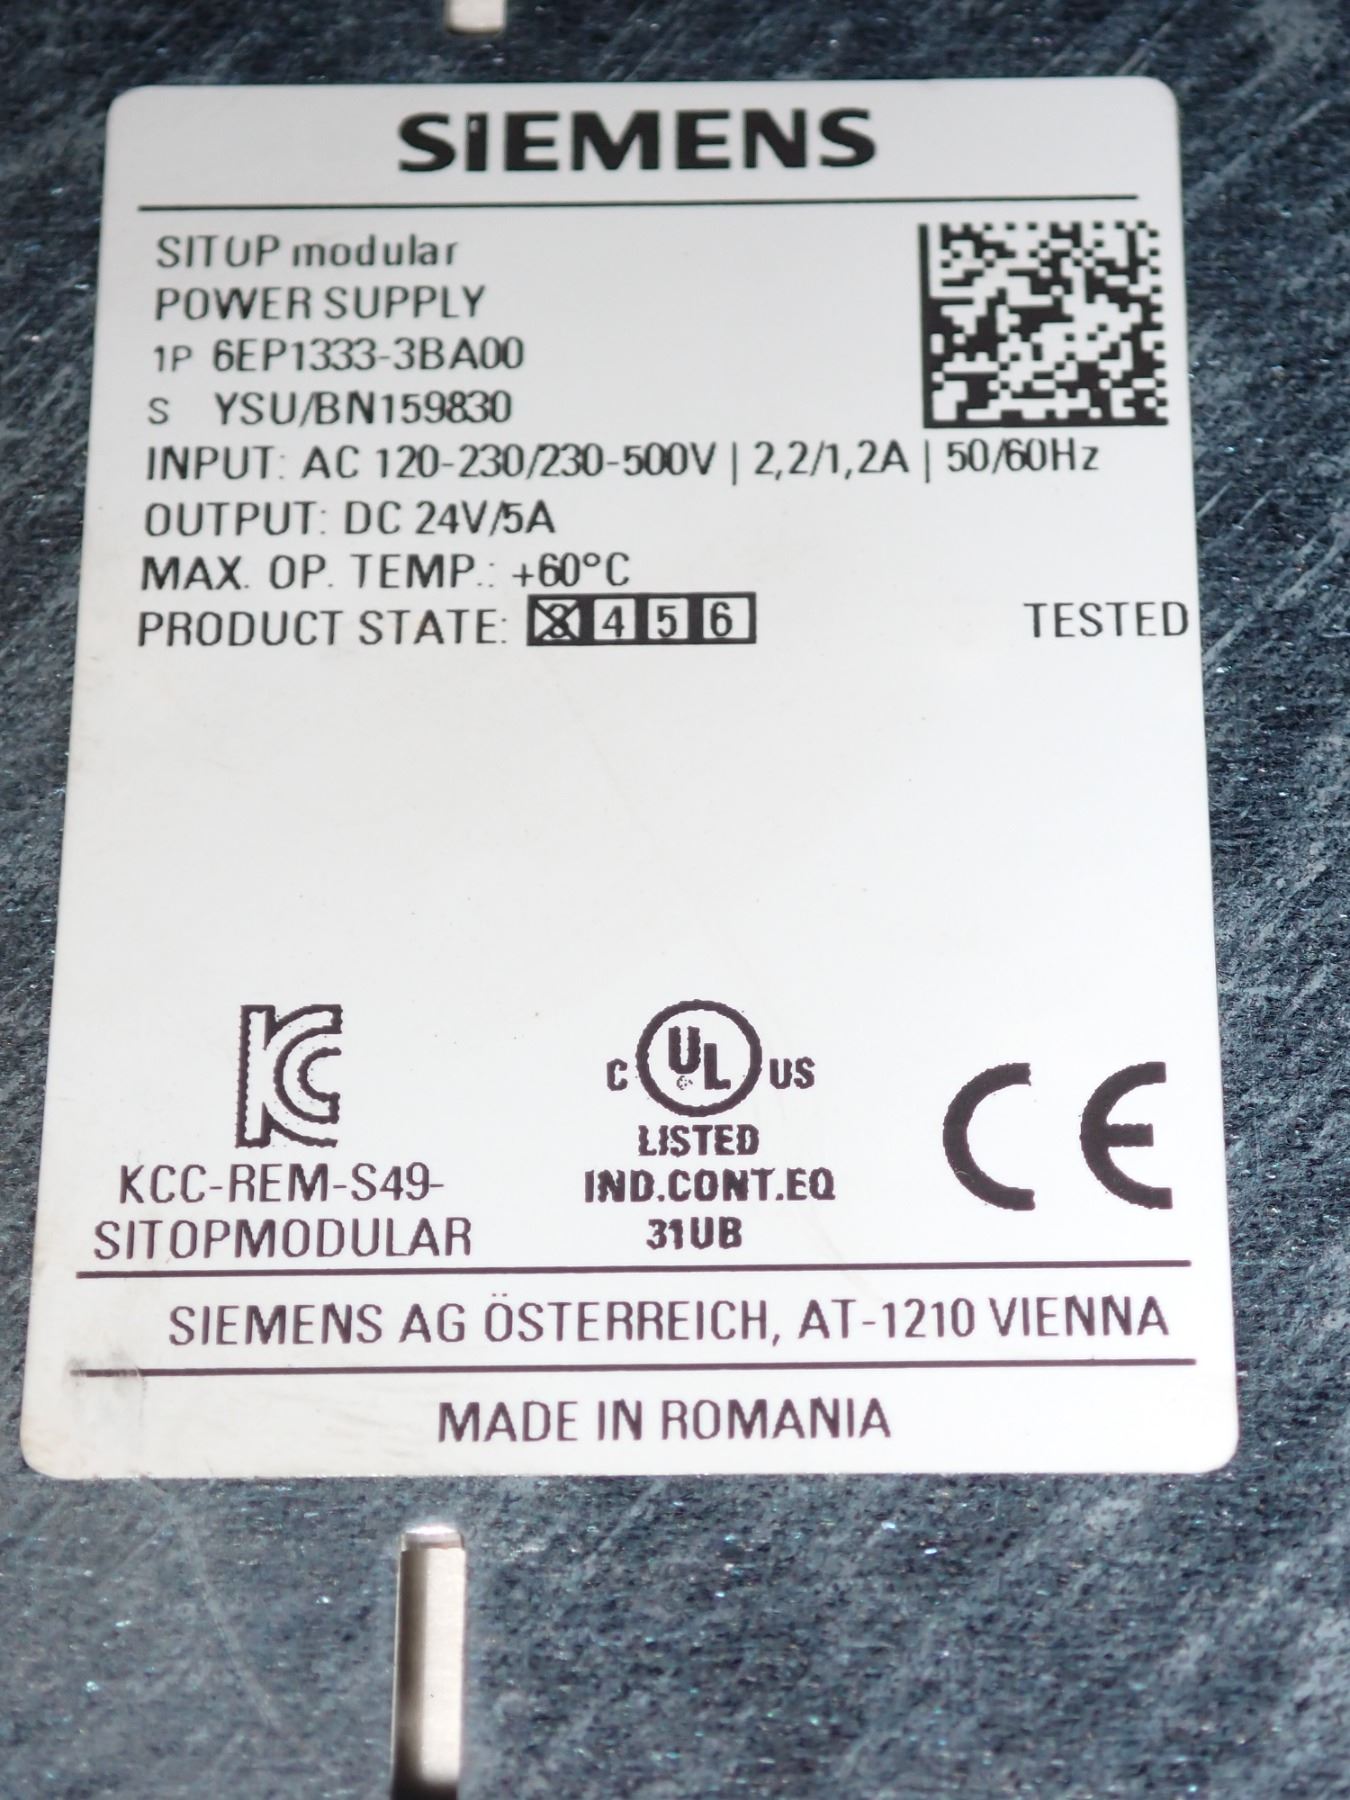 SIEMENS
SITOP modular
POWER SUPPLY
1P 6EP1333-3BA00
S YSU/BN159830
INPUT: AC 120-230/230-500V | 2,2/1,2A | 50/60Hz
OUTPUT: DC 24V/5A
MAX. OP. TEMP.: +60°C
PRODUCT STATE: 3 4 5 6 TESTED
KC
KCC-REM-S49-
SITOPMODULAR
C UL US
LISTED
IND.CONT.EQ
31UB
CE
SIEMENS AG ÖSTERREICH, AT-1210 VIENNA
MADE IN ROMANIA